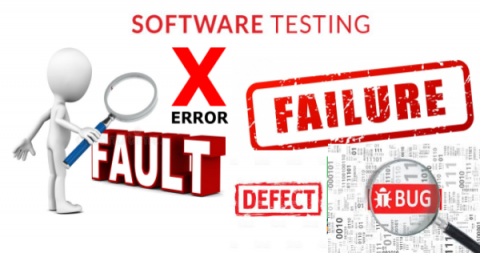 SOFTWARE TESTING
X
ERROR
FAULT
FAILURE
DEFECT
BUG